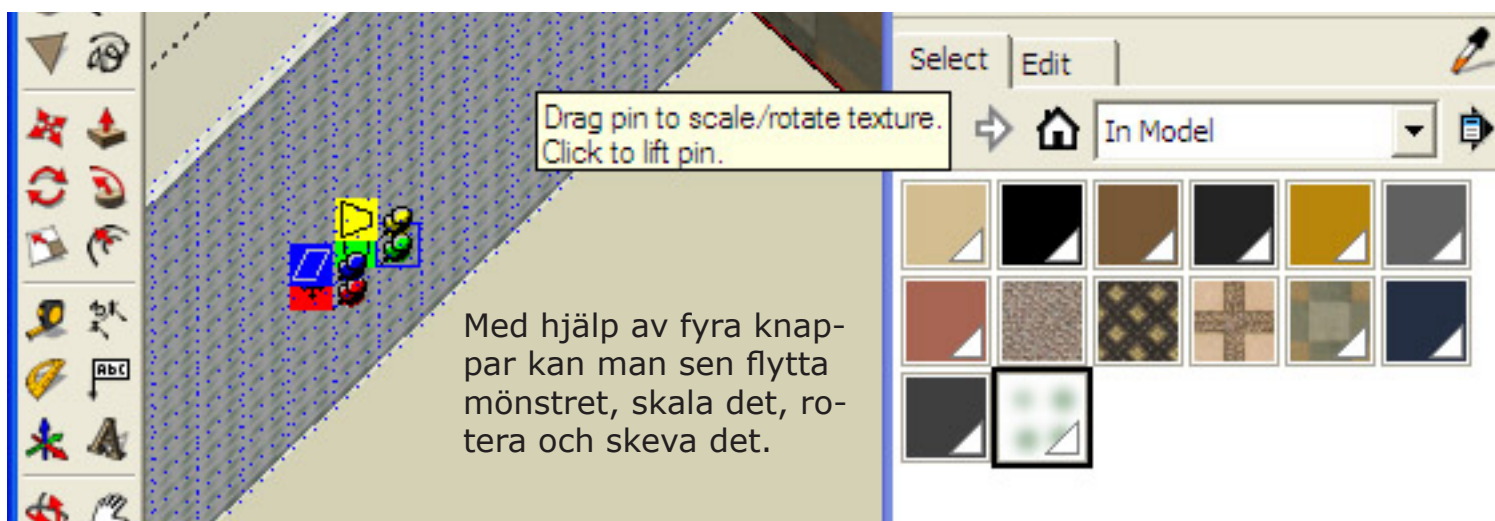 Select
Edit
Drag pin to scale/rotate texture.
Click to lift pin.
In Model
ABC
Med hjälp av fyra knap-
par kan man sen flytta
mönstret, skala det, ro-
tera och skeva det.